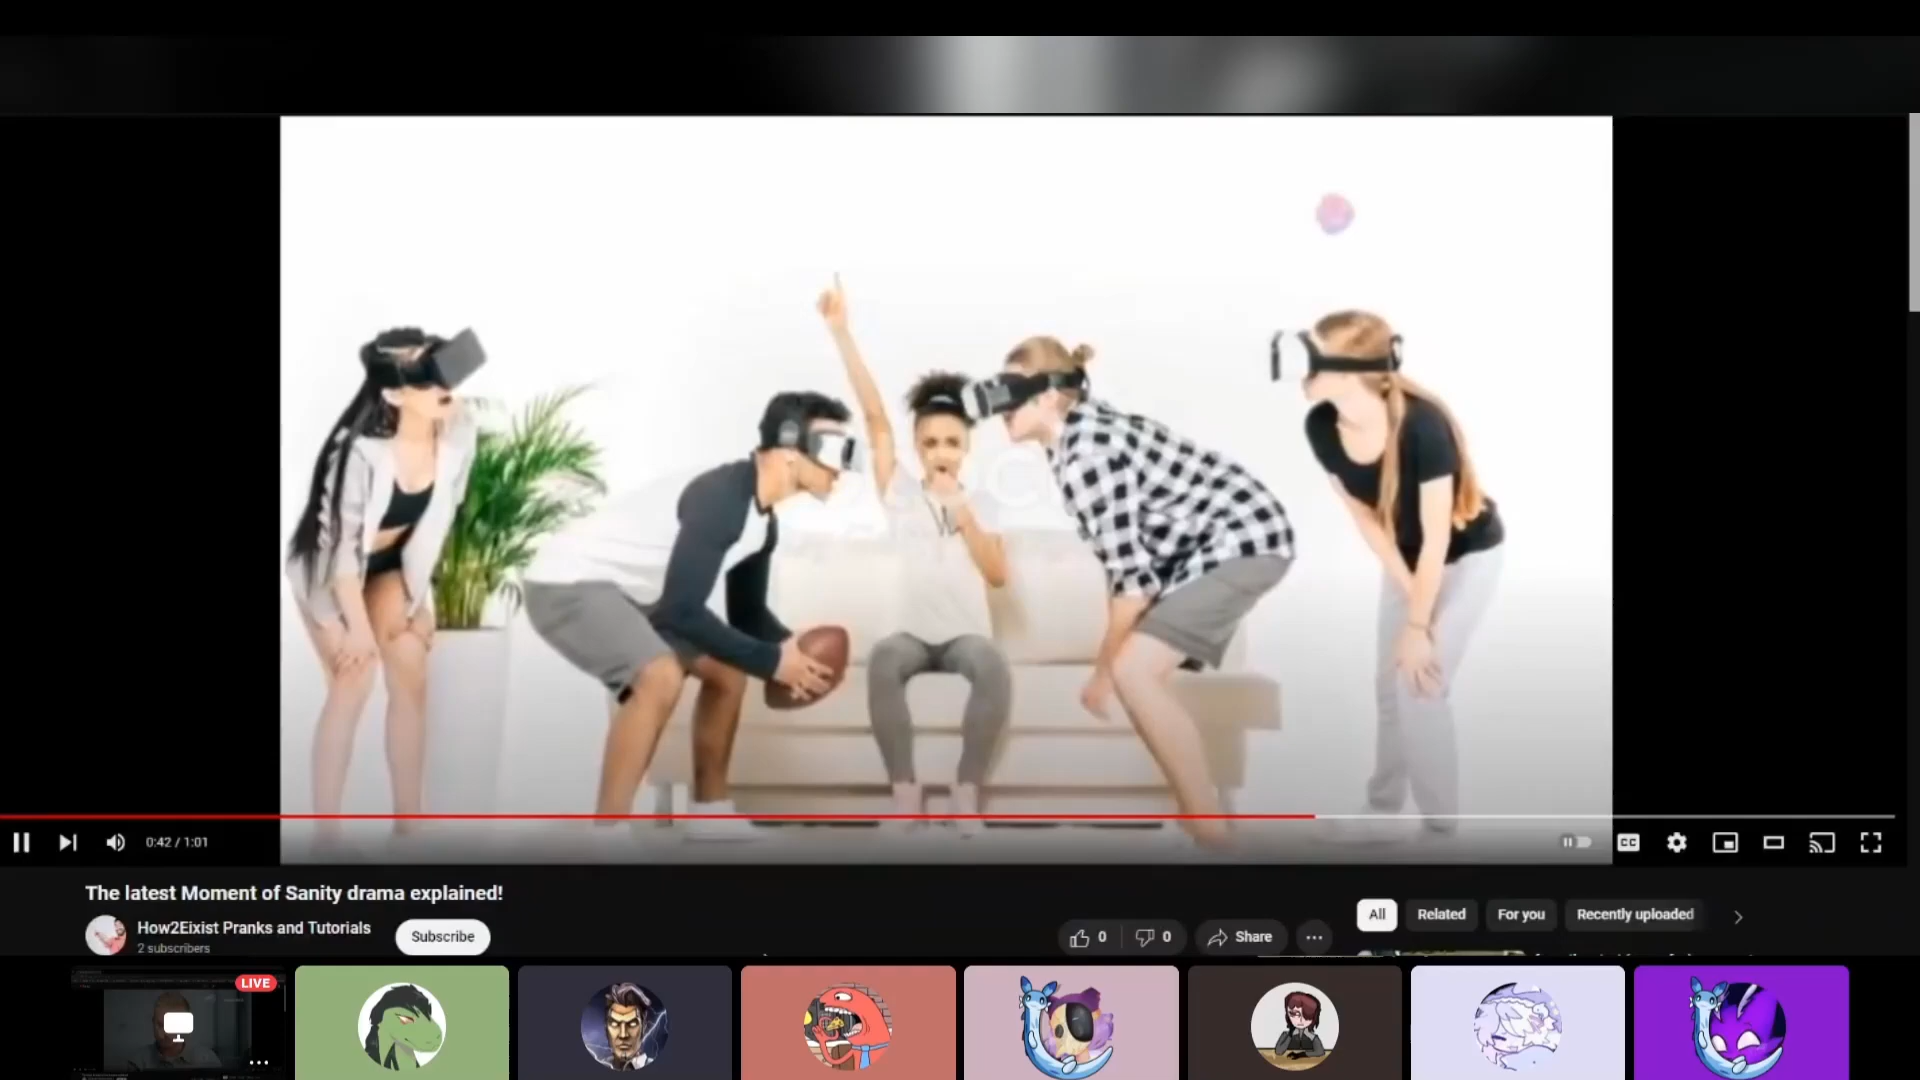 0:42 / 1:01
CC
The latest Moment of Sanity drama explained!
How2Eixist Pranks and Tutorials
2 subscribers
Subscribe
0
0
Share
All
Related
For you
Recently uploaded
LIVE